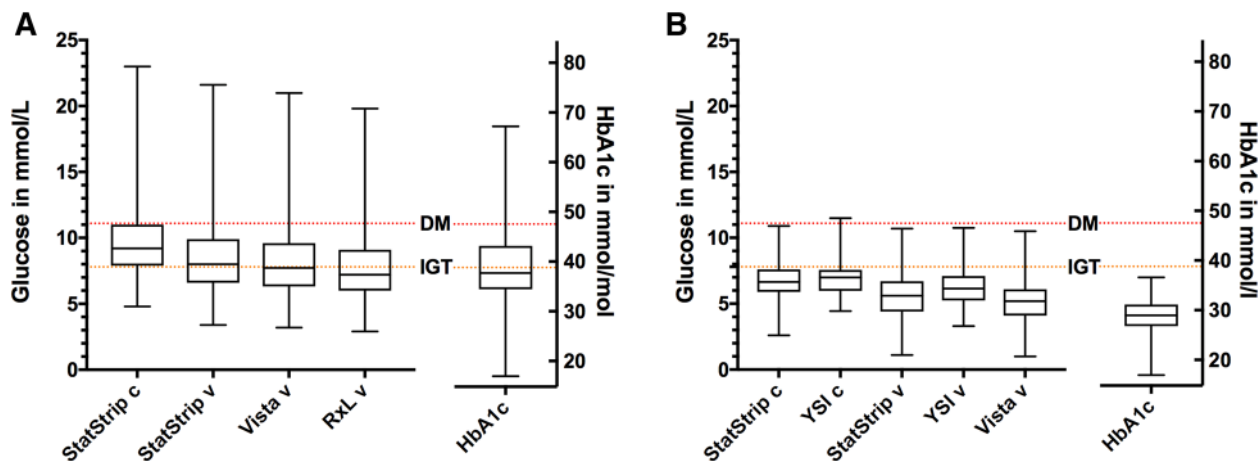 A
Glucose in mmol/L
25
20
15
10
5
0
DM
IGT
StatStrip c
StatStrip v
Vista v
RxL v
HbA1c
80
70
60
50
40
30
20
HbA1c in mmol/mol
B
Glucose in mmol/L
25
20
15
10
5
0
DM
IGT
StatStrip c
YSI c
StatStrip v
YSI v
Vista v
HbA1c
80
70
60
50
40
30
20
HbA1c in mmol/l